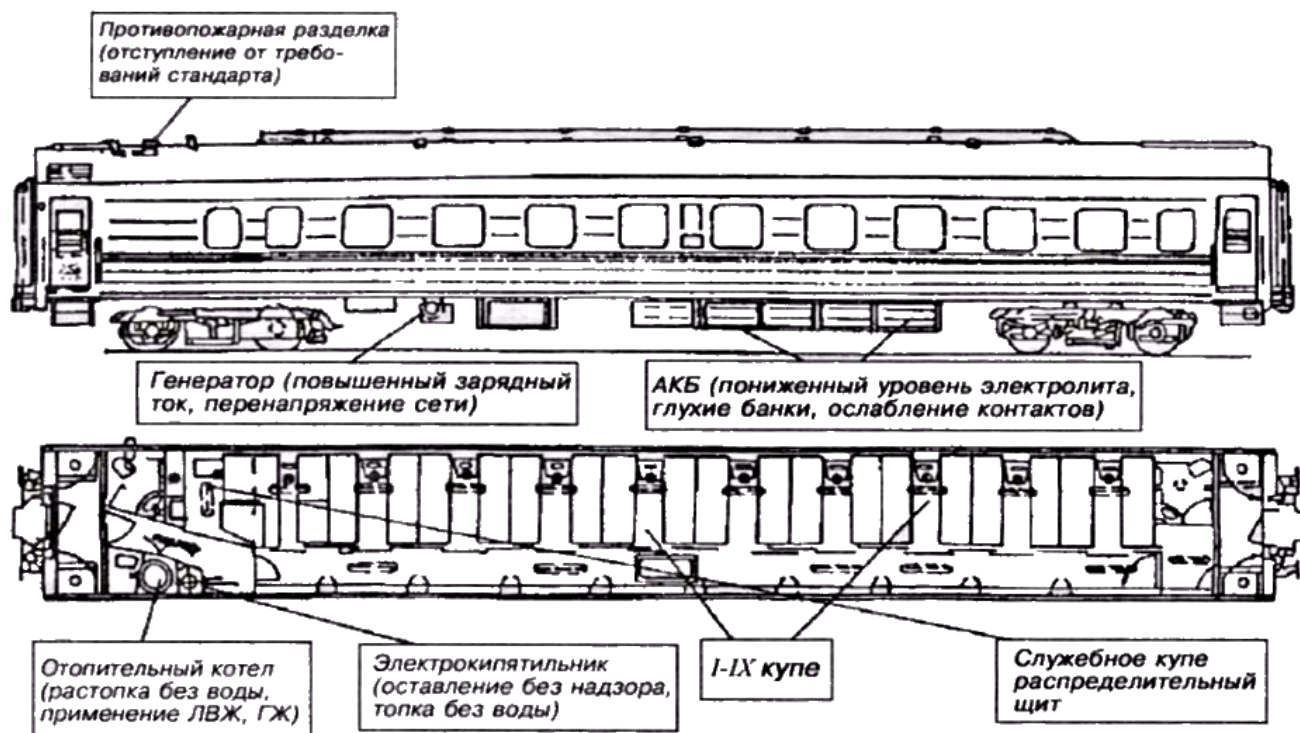 Противопожарная разделка
(отступление от требо-
ваний стандарта)
Генератор (повышенный зарядный
ток, перенапряжение сети)
АКБ (пониженный уровень электролита,
глухие банки, ослабление контактов)
Отопительный котел
(растопка без воды,
применение ЛВЖ, ГЖ)
Электрокипятильник
(оставление без надзора,
топка без воды)
I-IX купе
Служебное купе
распределительный
щит